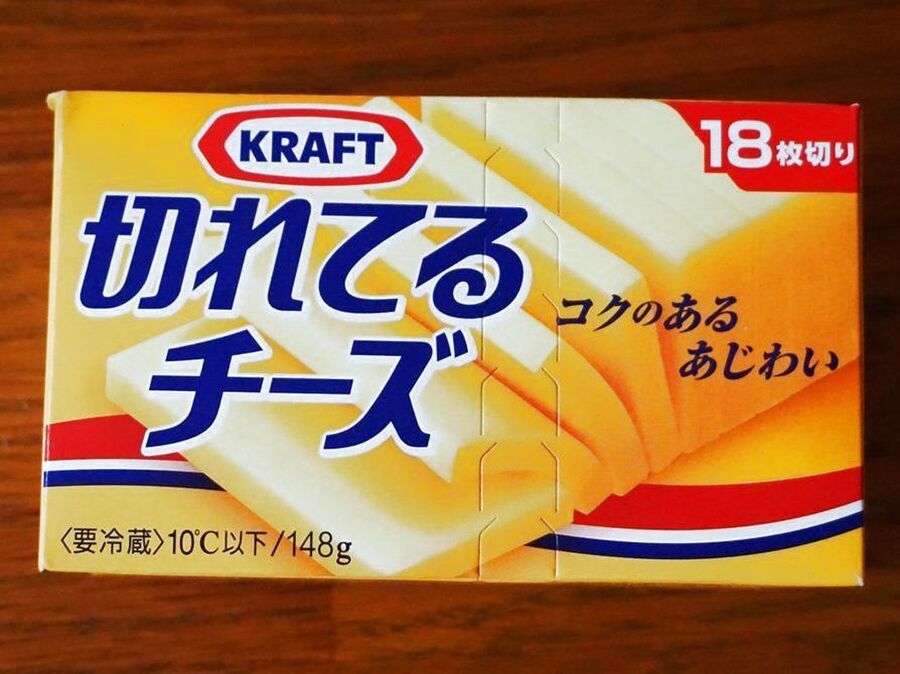 KRAFT
18枚切り
切れてる
チーズ
コクのある
あじわい
〈要冷蔵〉10℃以下/148g